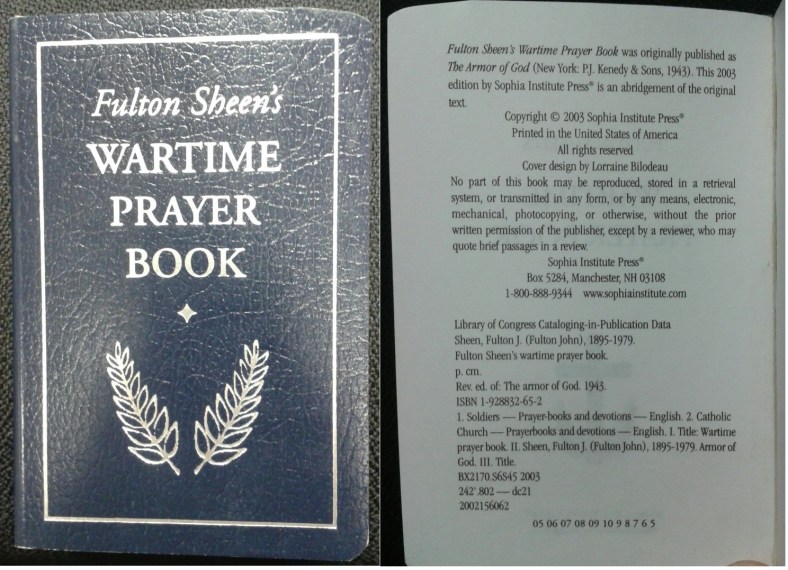 Fulton Sheen's
WARTIME
PRAYER
BOOK
Fulton Sheen's Wartime Prayer Book was originally published as
The Armor of God (New York: P.J. Kenedy & Sons, 1943). This 2003
edition by Sophia Institute Press® is an abridgement of the original
text.
Copyright © 2003 Sophia Institute Press®
Printed in the United States of America
All rights reserved
Cover design by Lorraine Bilodeau
No part of this book may be reproduced, stored in a retrieval
system, or transmitted in any form, or by any means, electronic,
mechanical, photocopying, or otherwise, without the prior
written permission of the publisher, except by a reviewer, who may
quote brief passages in a review.
Sophia Institute Press®
Box 5284, Manchester, NH 03108
1-800-888-9344 www.sophiainstitute.com
Library of Congress Cataloging-in-Publication Data
Sheen, Fulton J. (Fulton John), 1895-1979.
Fulton Sheen's wartime prayer book.
p. cm.
Rev. ed. of: The armor of God. 1943.
ISBN 1-928832-65-2
1. Soldiers — Prayer-books and devotions — English. 2. Catholic
Church — Prayerbooks and devotions — English. I. Title: Wartime
prayer book. II. Sheen, Fulton J. (Fulton John), 1895-1979. Armor of
God. III. Title.
BX2170.S6S45 2003
242'.802 — dc21
2002156062
05 06 07 08 09 10 9 8 7 6 5